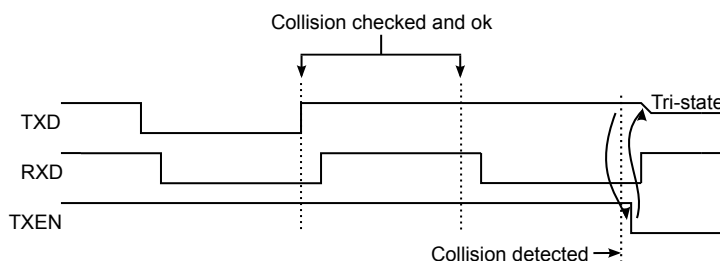 Collision checked and ok
Tri-state
TXD
RXD
TXEN
Collision detected